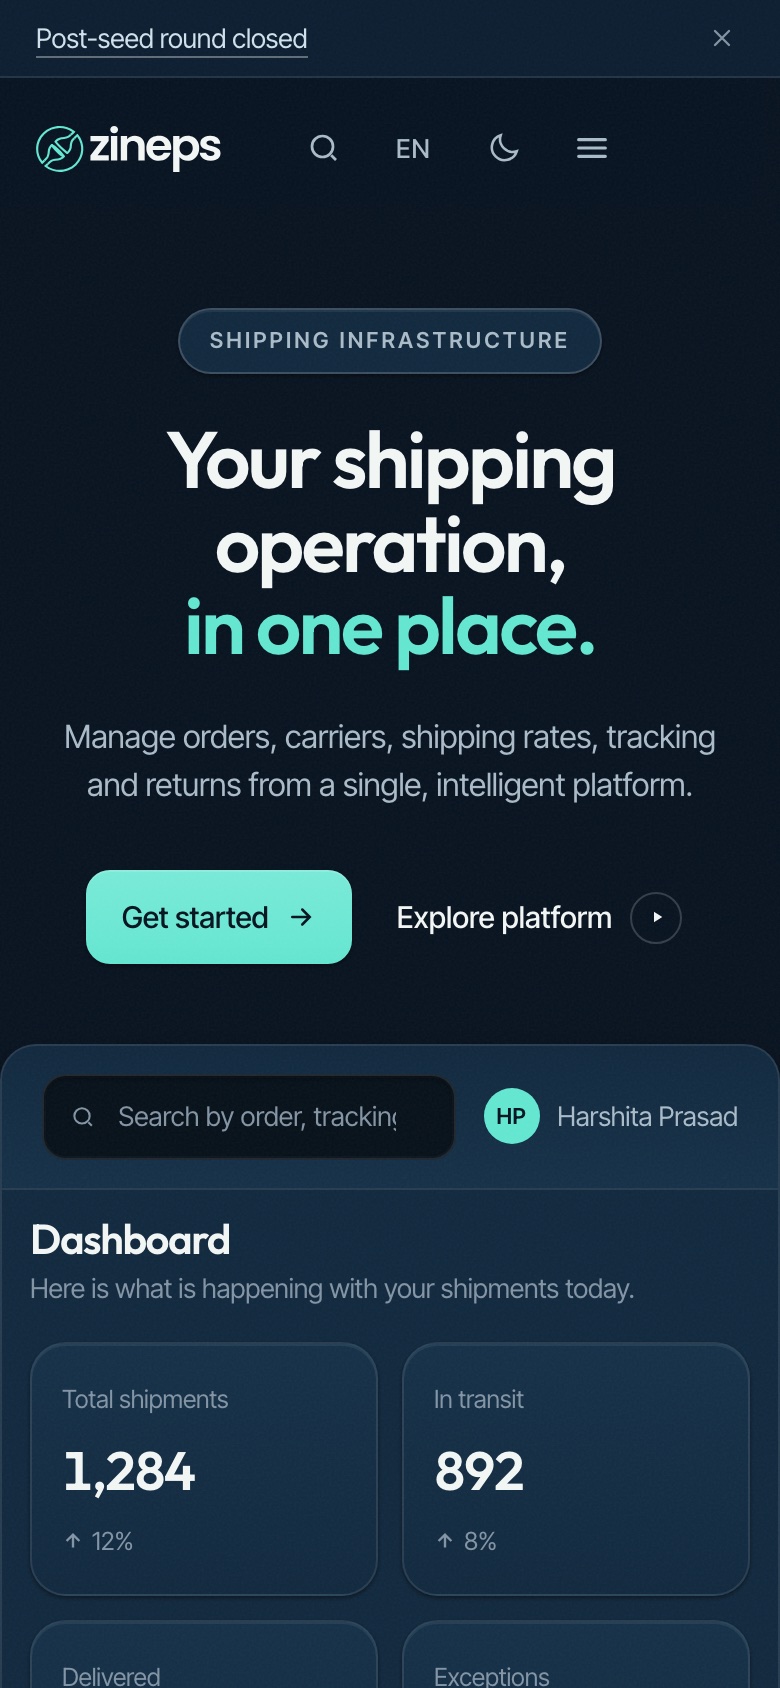 Post-seed round closed
zineps
EN
SHIPPING INFRASTRUCTURE
Your shipping
operation,
in one place.
Manage orders, carriers, shipping rates, tracking
and returns from a single, intelligent platform.
Get started
Explore platform
Search by order, tracking
HP
Harshita Prasad
Dashboard
Here is what is happening with your shipments today.
Total shipments
In transit
1,284
892
12%
8%
Delivered
Exceptions